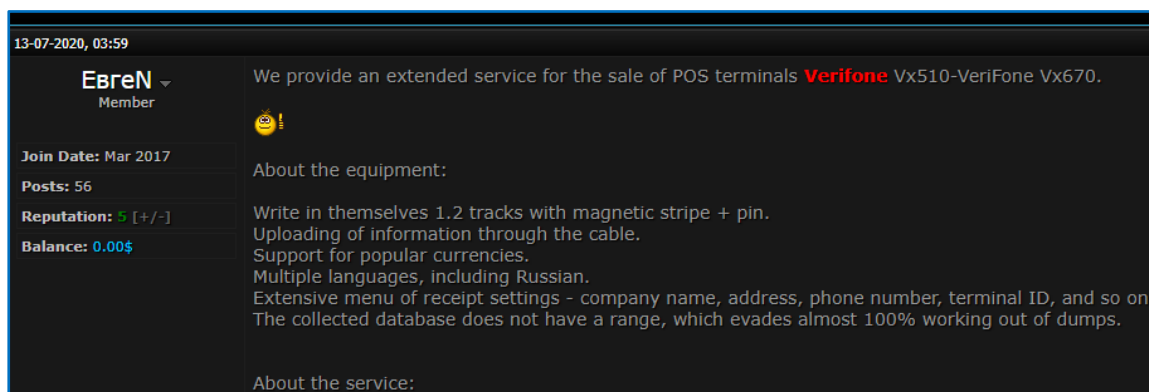 13-07-2020, 03:59
EвгeN
Member
Join Date: Mar 2017
Posts: 56
Reputation: 5 [+/-]
Balance: 0.00$
We provide an extended service for the sale of POS terminals Verifone Vx510-VeriFone Vx670.
About the equipment:
Write in themselves 1.2 tracks with magnetic stripe + pin.
Uploading of information through the cable.
Support for popular currencies.
Multiple languages, including Russian.
Extensive menu of receipt settings - company name, address, phone number, terminal ID, and so on
The collected database does not have a range, which evades almost 100% working out of dumps.
About the service: